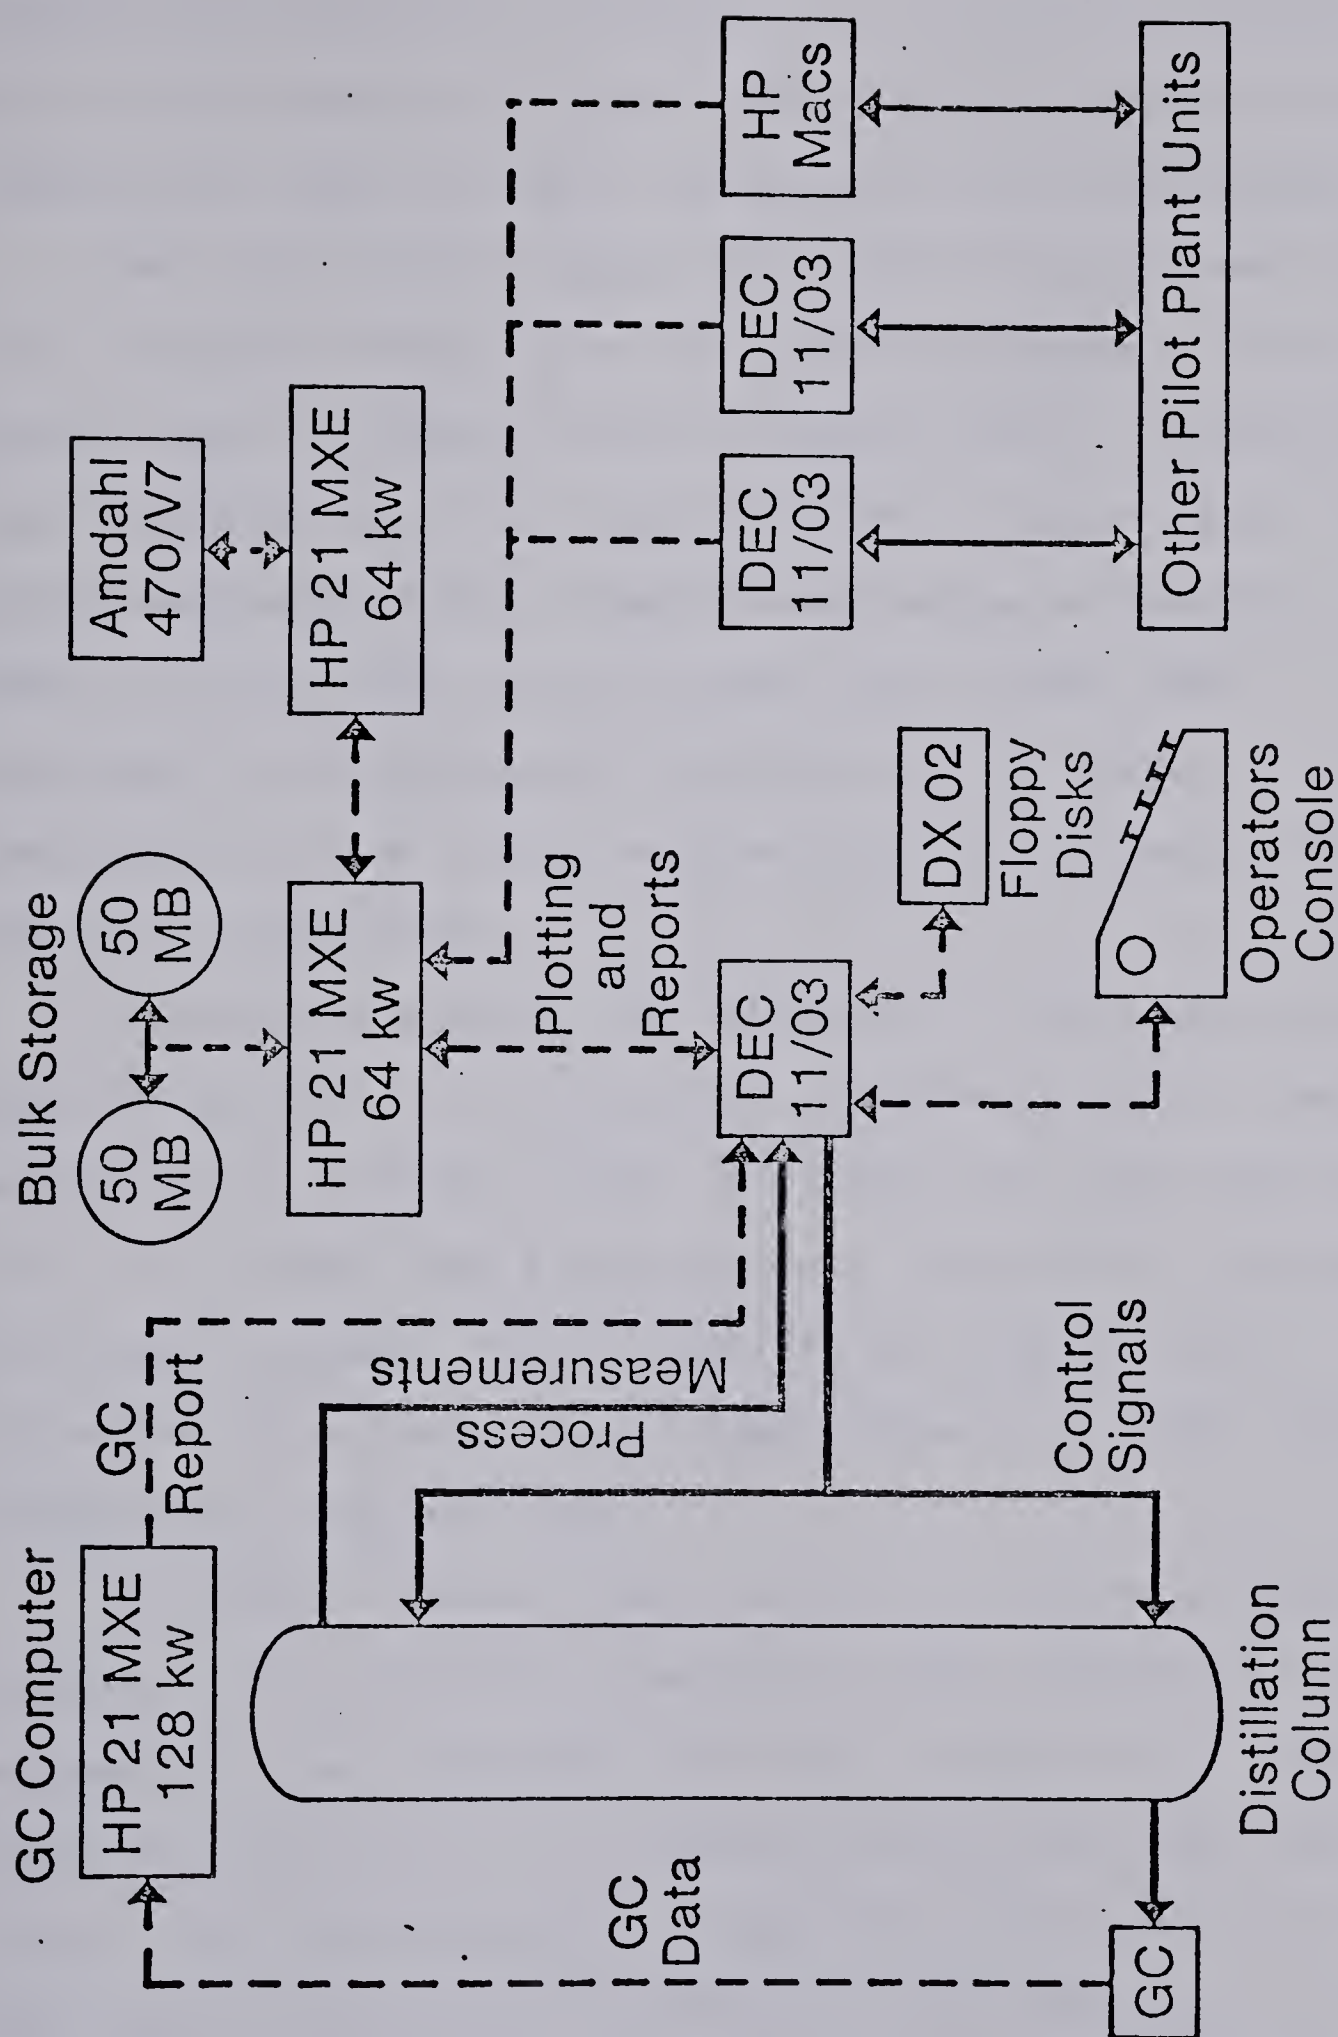 GC Computer
HP 21 MXE
128 kw
GC
Report
GC
Data
GC
Distillation
Column
Process
Measurements
Control
Signals
Bulk Storage
50
MB
50
MB
HP 21 MXE
64 kw
Plotting
and
Reports
DEC
11/03
DX 02
Floppy
Disks
Operators
Console
Amdahl
470/V7
HP 21 MXE
64 kw
DEC
11/03
DEC
11/03
HP
Macs
Other Pilot Plant Units